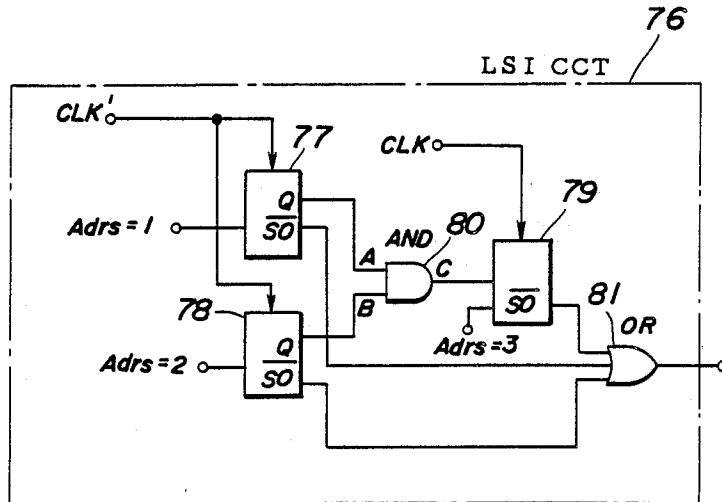 76
LSI CCT
CLK'
77
CLK
79
Q
SO
Adrs=1
AND
80
A
C
B
78
SO
81
OR
Q
SO
Adrs=2
Adrs=3